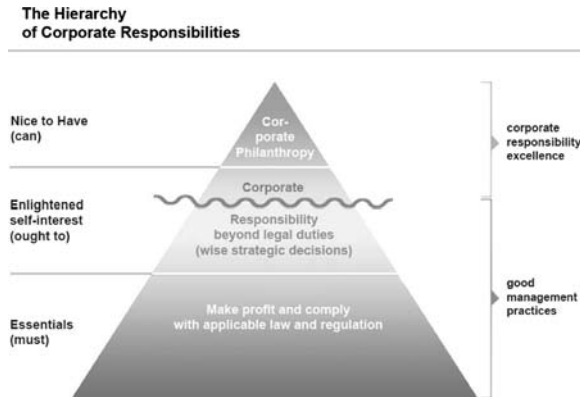 The Hierarchy
of Corporate Responsibilities
Nice to Have
(can)
Cor-
porate
Philanthropy
corporate
responsibility
excellence
Enlightened
self-interest
(ought to)
Corporate
Responsibility
beyond legal duties
(wise strategic decisions)
good
management
practices
Essentials
(must)
Make profit and comply
with applicable law and regulation